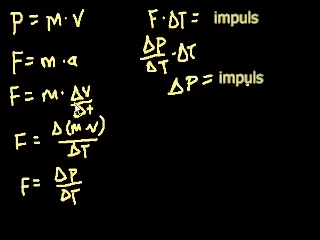 P = m · v
F = m · a
F = m · Δv/Δt
F = Δ(m·v)/ΔT
F = ΔP/ΔT
F · ΔT = impuls
ΔP/ΔT · ΔT
ΔP = impuls